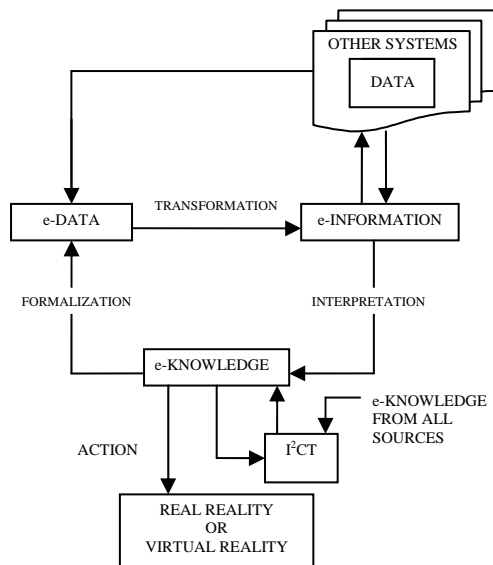 OTHER SYSTEMS
DATA
TRANSFORMATION
e-DATA
e-INFORMATION
FORMALIZATION
INTERPRETATION
e-KNOWLEDGE
e-KNOWLEDGE
FROM ALL
SOURCES
ACTION
I²CT
REAL REALITY
OR
VIRTUAL REALITY